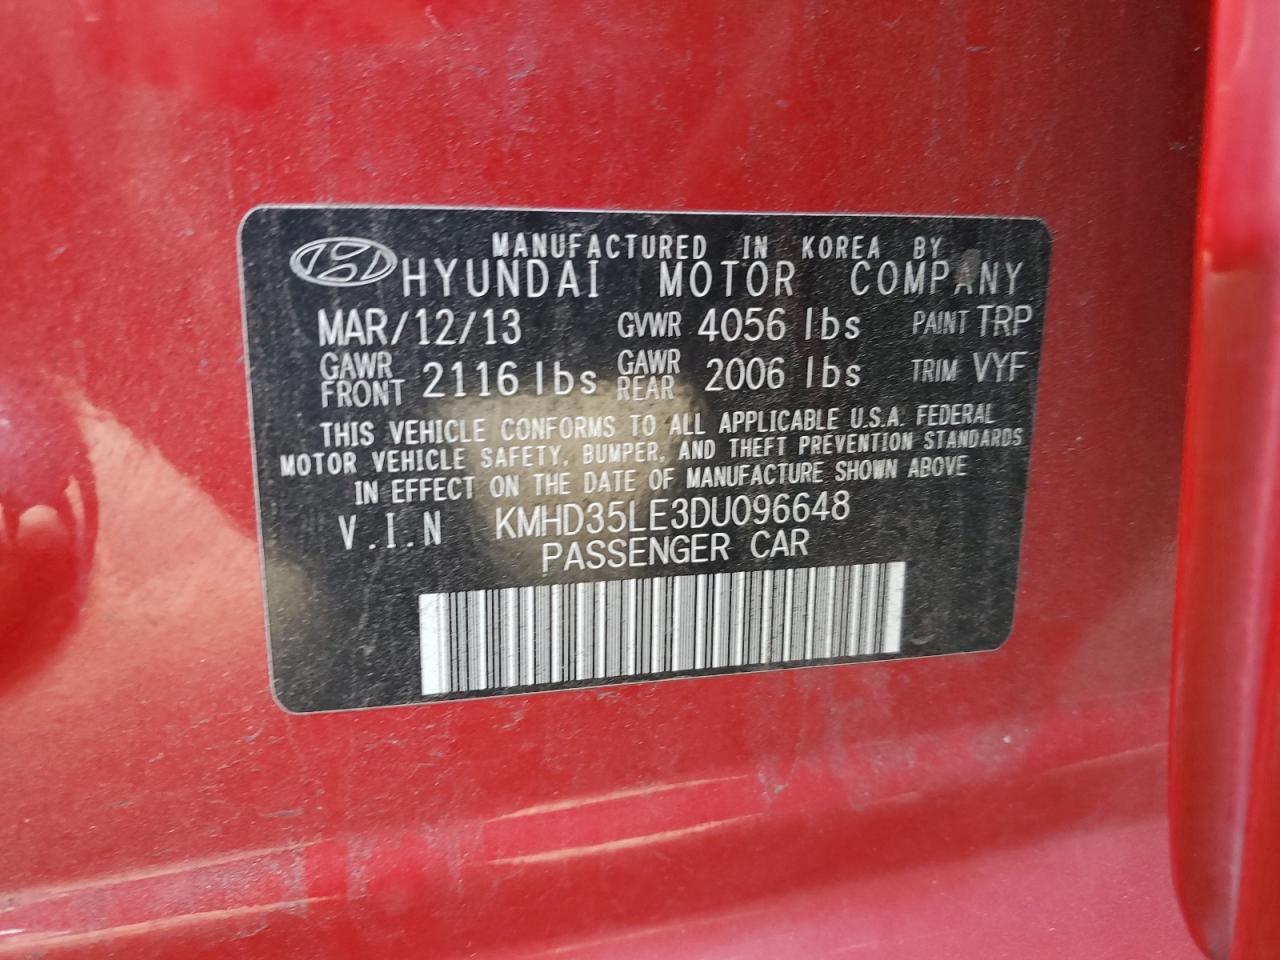 MANUFACTURED IN KOREA BY
HYUNDAI MOTOR COMPANY
MAR/12/13 GVWR 4056 lbs PAINT TRP
GAWR FRONT 2116 lbs GAWR REAR 2006 lbs TRIM VYF
THIS VEHICLE CONFORMS TO ALL APPLICABLE U.S.A. FEDERAL
MOTOR VEHICLE SAFETY, BUMPER, AND THEFT PREVENTION STANDARDS
IN EFFECT ON THE DATE OF MANUFACTURE SHOWN ABOVE
V.I.N KMHD35LE3DU096648
PASSENGER CAR